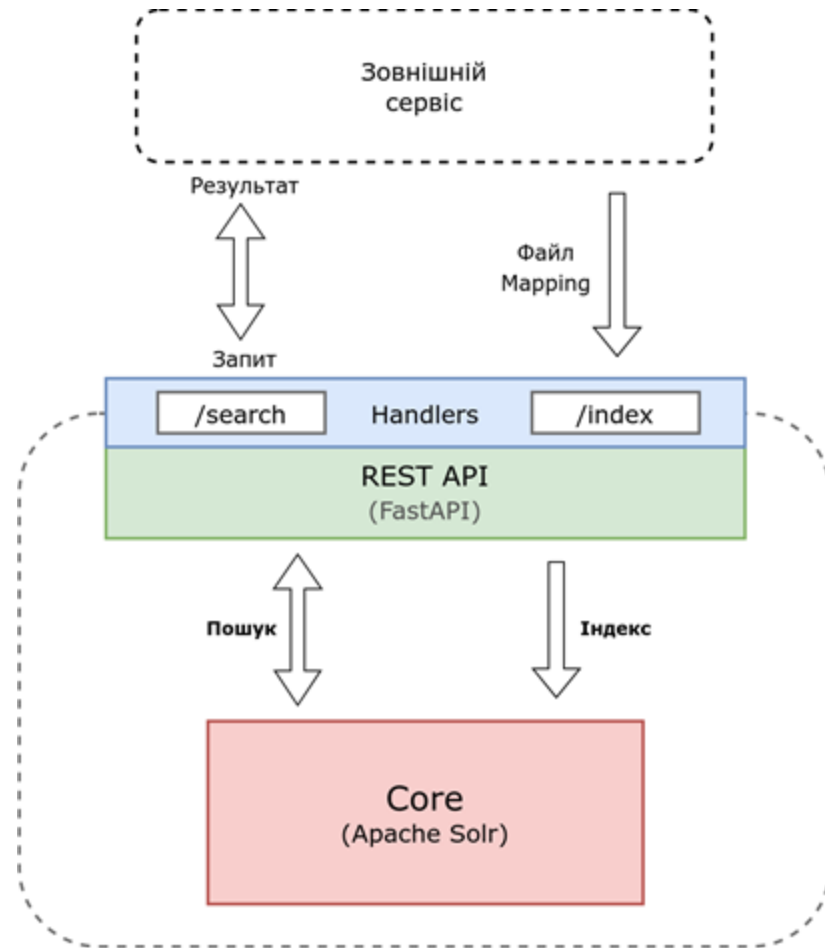 Зовнішній
сервіс
Результат
Файл
Mapping
Запит
/search
Handlers
/index
REST API
(FastAPI)
Пошук
Індекс
Core
(Apache Solr)